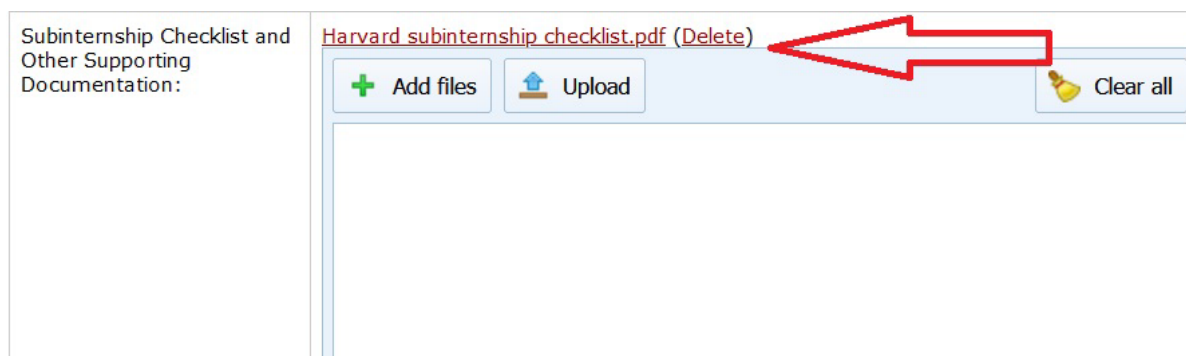 Subinternship Checklist and
Other Supporting
Documentation:
Harvard subinternship checklist.pdf (Delete)
Add files
Upload
Clear all